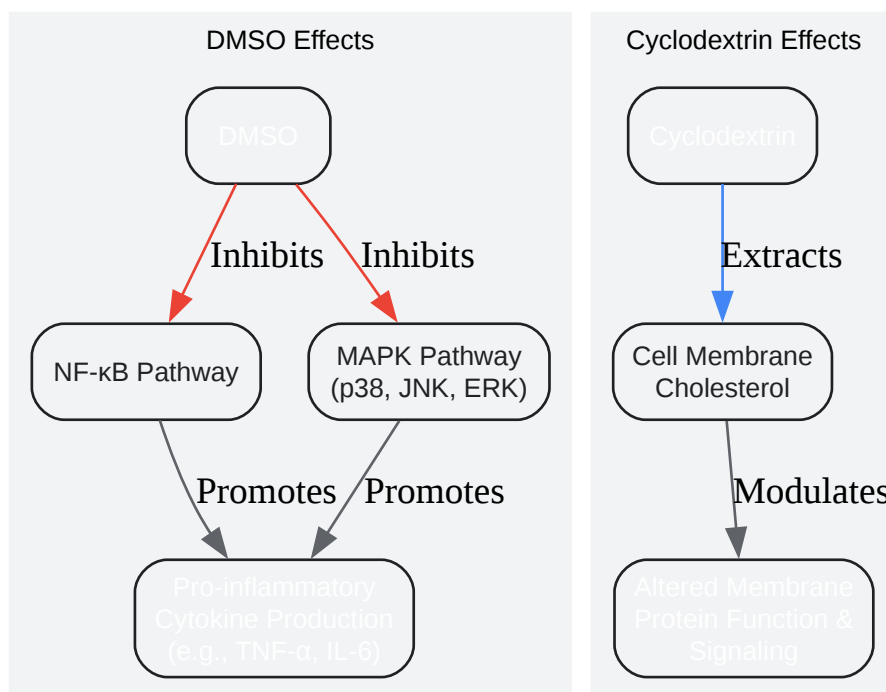 DMSO Effects
Cyclodextrin Effects
DMSO
Cyclodextrin
Inhibits
Inhibits
Extracts
NF-κB Pathway
MAPK Pathway
(p38, JNK, ERK)
Cell Membrane
Cholesterol
Promotes
Promotes
Modulates
Pro-inflammatory
Cytokine Production
(e.g., TNF-α, IL-6)
Altered Membrane
Protein Function &
Signaling